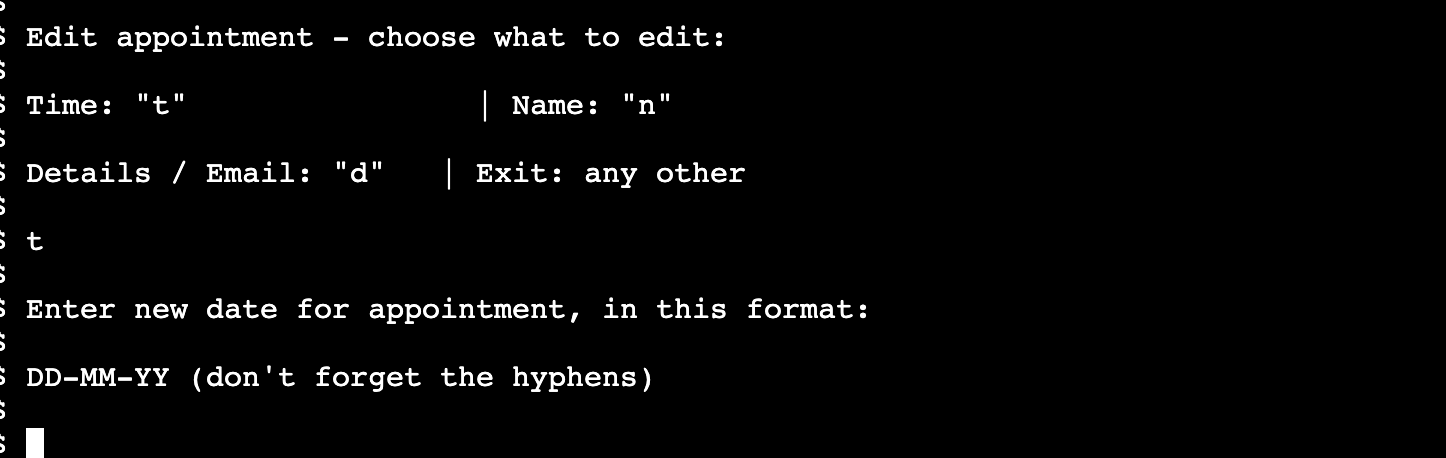 Edit appointment - choose what to edit:
Time: "t" | Name: "n"
Details / Email: "d" | Exit: any other
t
Enter new date for appointment, in this format:
DD-MM-YY (don't forget the hyphens)